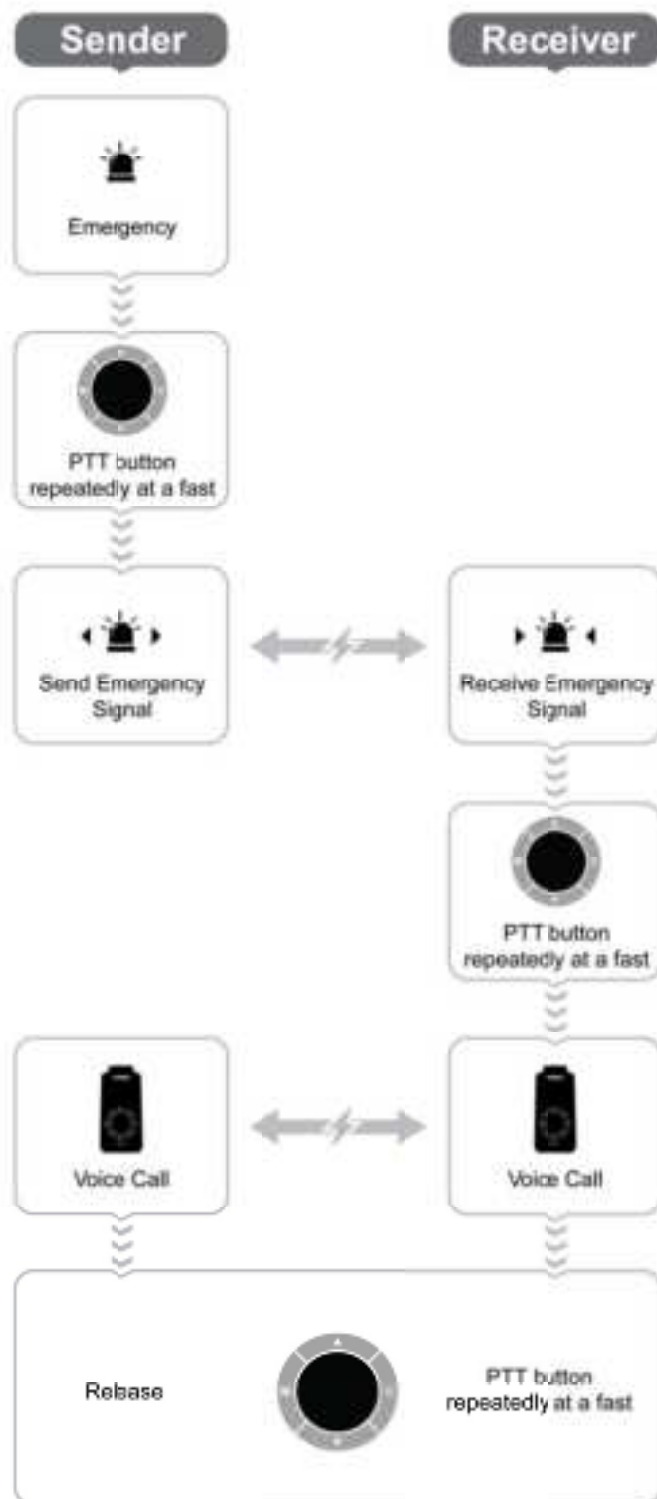 Sender
Receiver
Emergency
PTT button
repeatedly at a fast
Send Emergency
Signal
Receive Emergency
Signal
PTT button
repeatedly at a fast
Voice Call
Voice Call
Release
PTT button
repeatedly at a fast